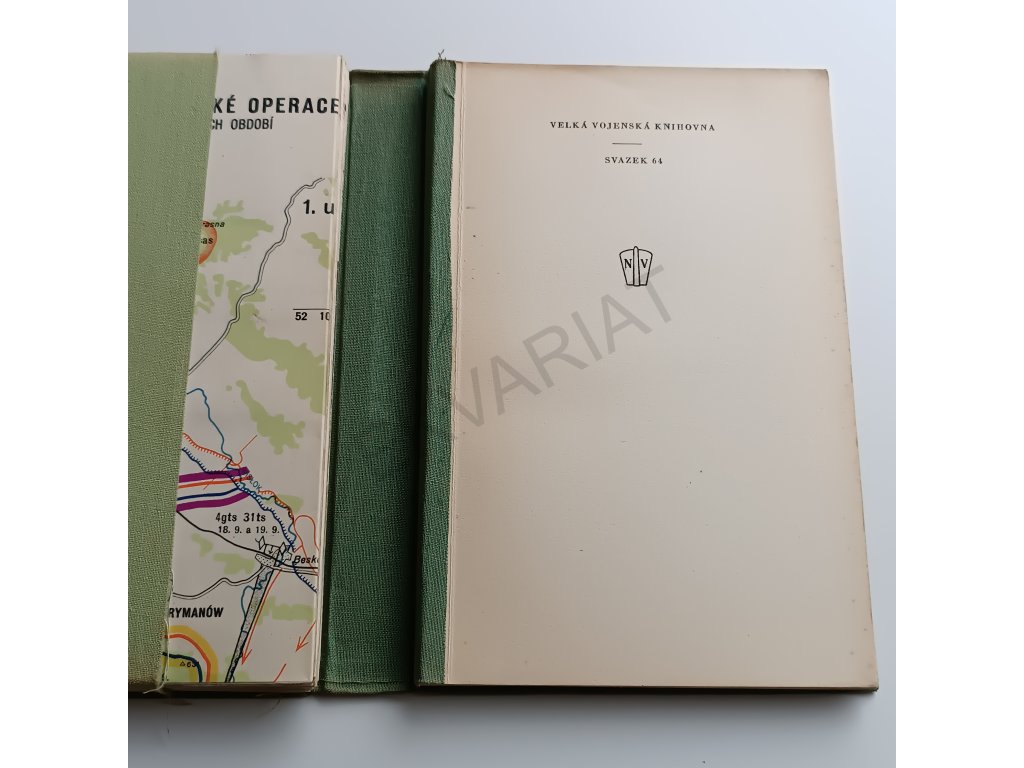 KÉ OPERACE
CH OBDOBÍ
1. u
52 10
4gts 31ts
18. 9. a 19. 9.
Besk
RYMANÓW
VELKÁ VOJENSKÁ KNIHOVNA
SVAZEK 64
N V
VARIAT